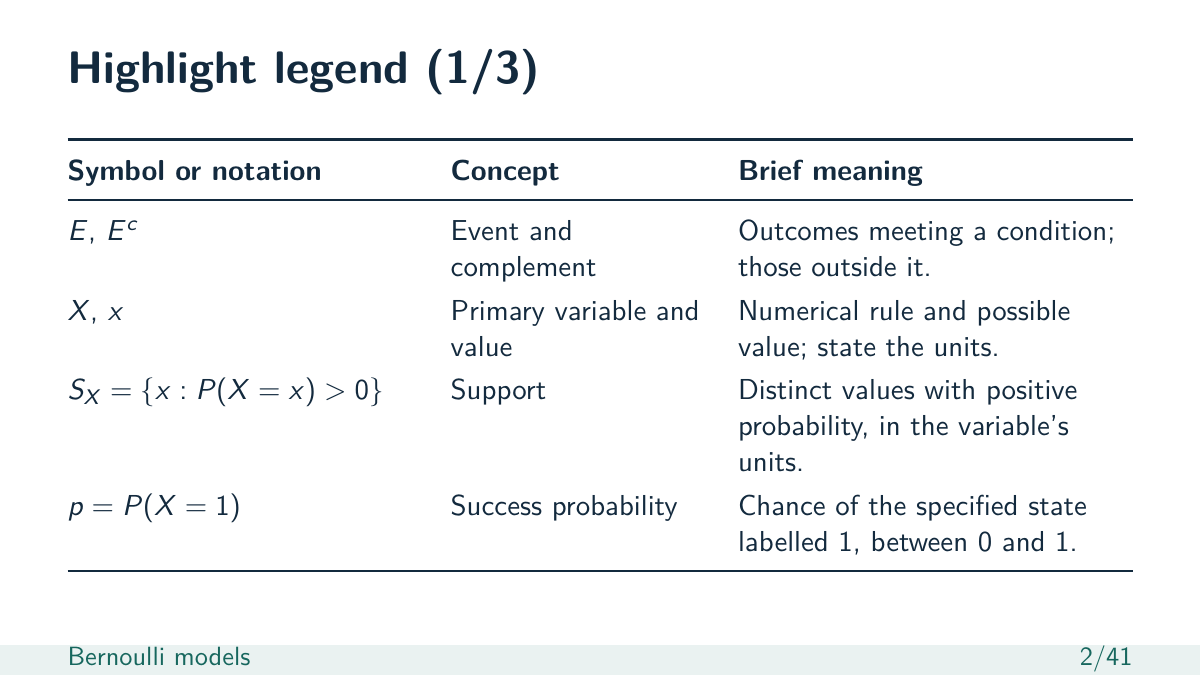 Highlight legend (1/3)
Symbol or notation Concept Brief meaning
E, Eᶜ Event and complement Outcomes meeting a condition; those outside it.
X, x Primary variable and value Numerical rule and possible value; state the units.
S_X = {x : P(X = x) > 0} Support Distinct values with positive probability, in the variable's units.
p = P(X = 1) Success probability Chance of the specified state labelled 1, between 0 and 1.
Bernoulli models 2/41